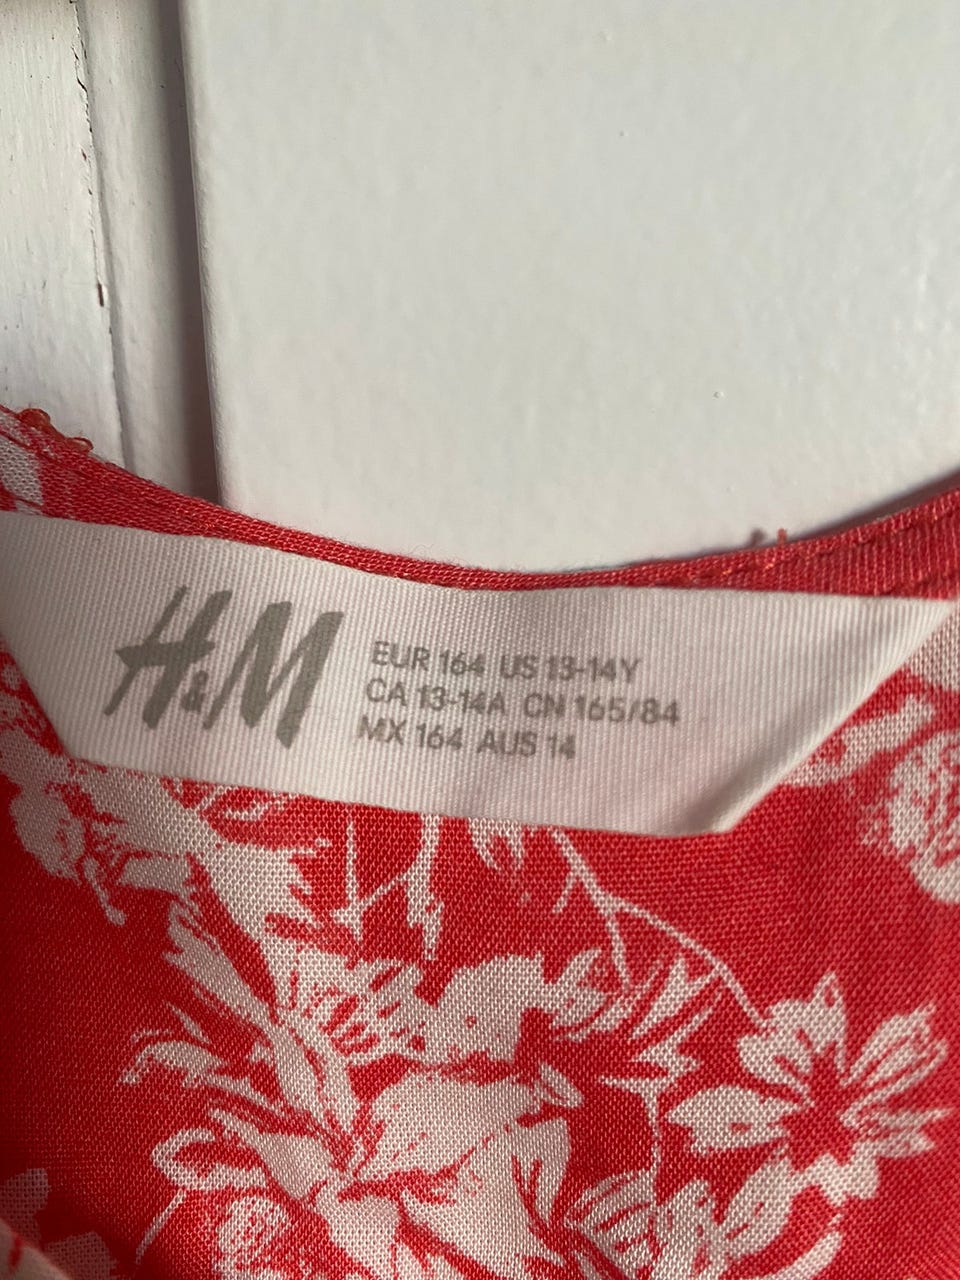 H&M
EUR 164 US 13-14Y
CA 13-14A CN 165/84
MX 164 AUS 14